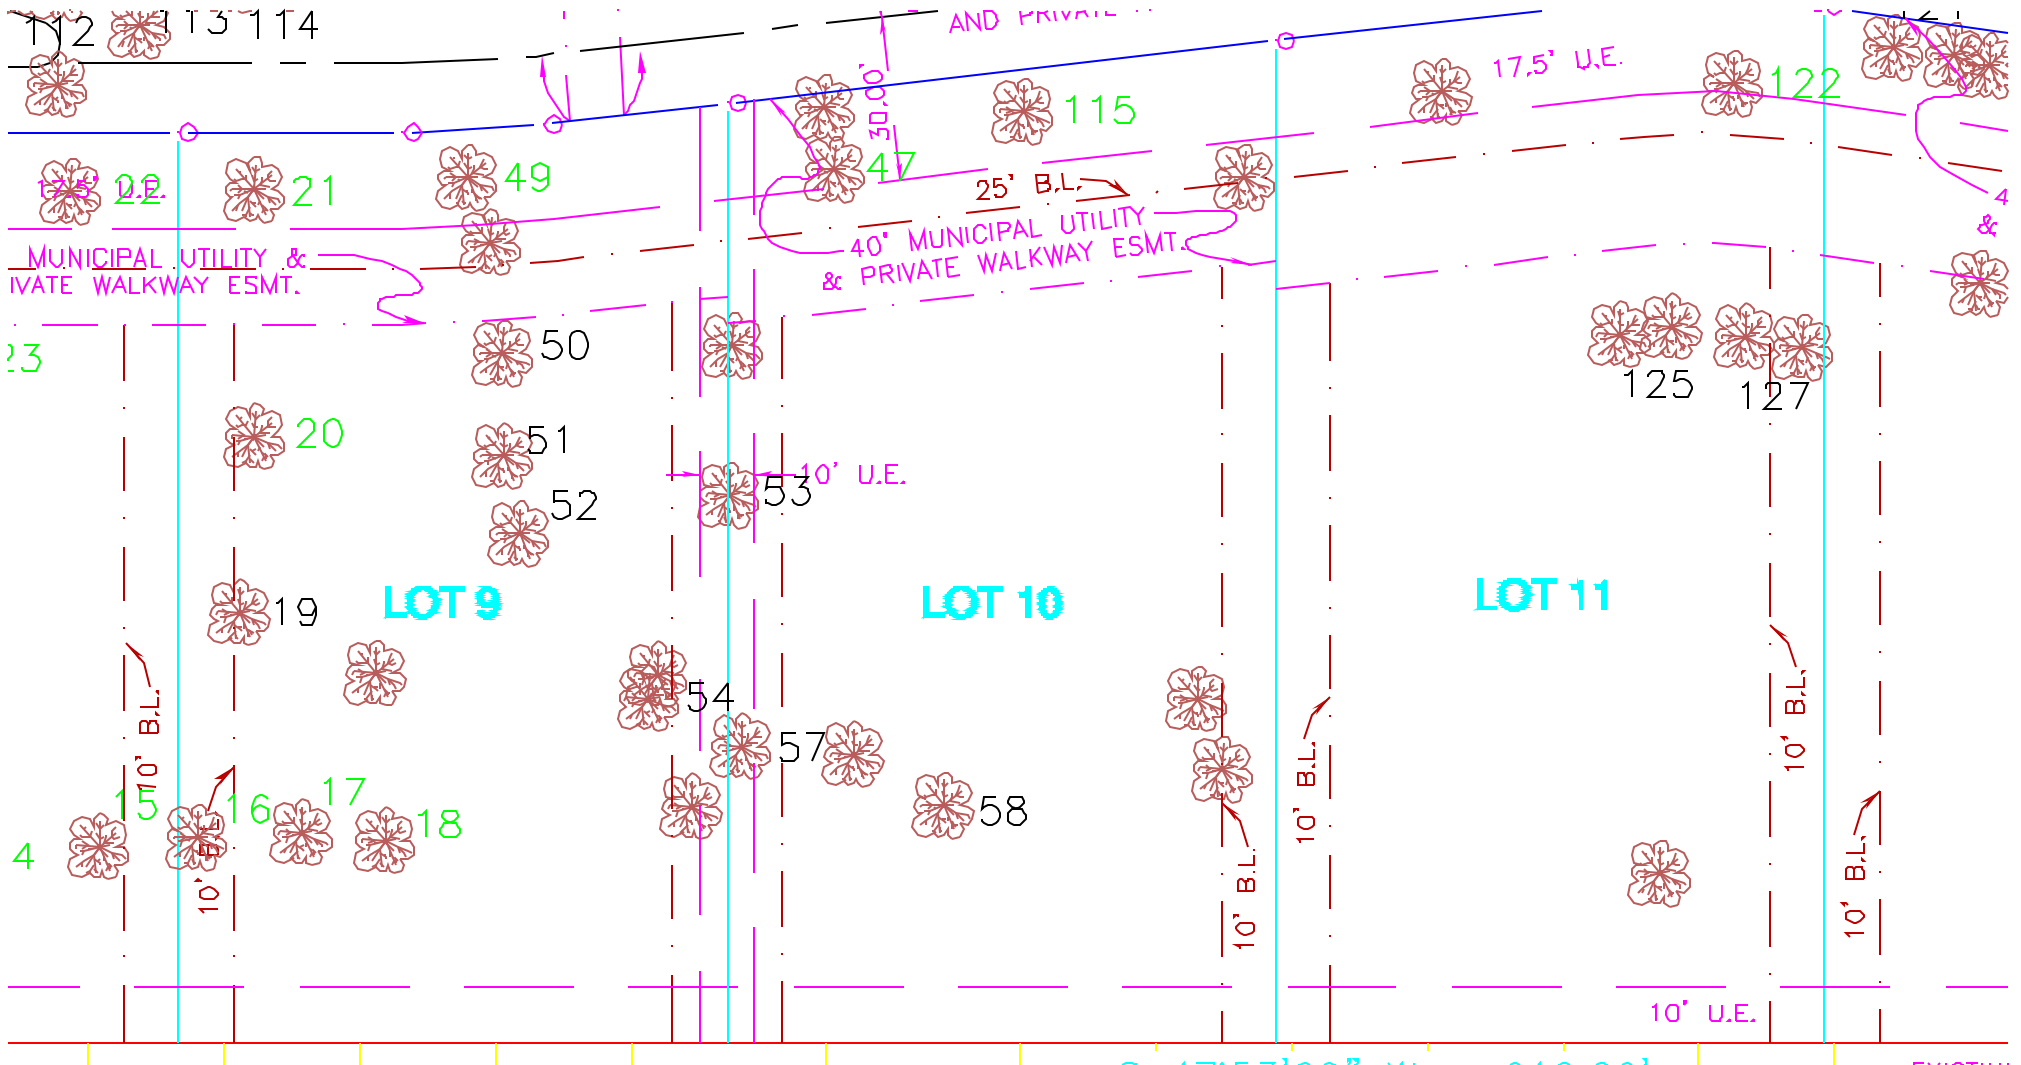 112
113
114
AND PRIVATE
17.5' U.E.
122
30.00'
115
47
49
17.5' U.E.
22
21
25' B.L.
40' MUNICIPAL UTILITY
& PRIVATE WALKWAY ESMT.
&
MUNICIPAL UTILITY &
IVATE WALKWAY ESMT.
23
50
125
127
20
51
10' U.E.
53
52
19
LOT 9
LOT 10
LOT 11
54
57
58
10' B.L.
10' B.L.
10' B.L.
10' B.L.
10' B.L.
10' B.L.
15
16
17
18
4
10' U.E.